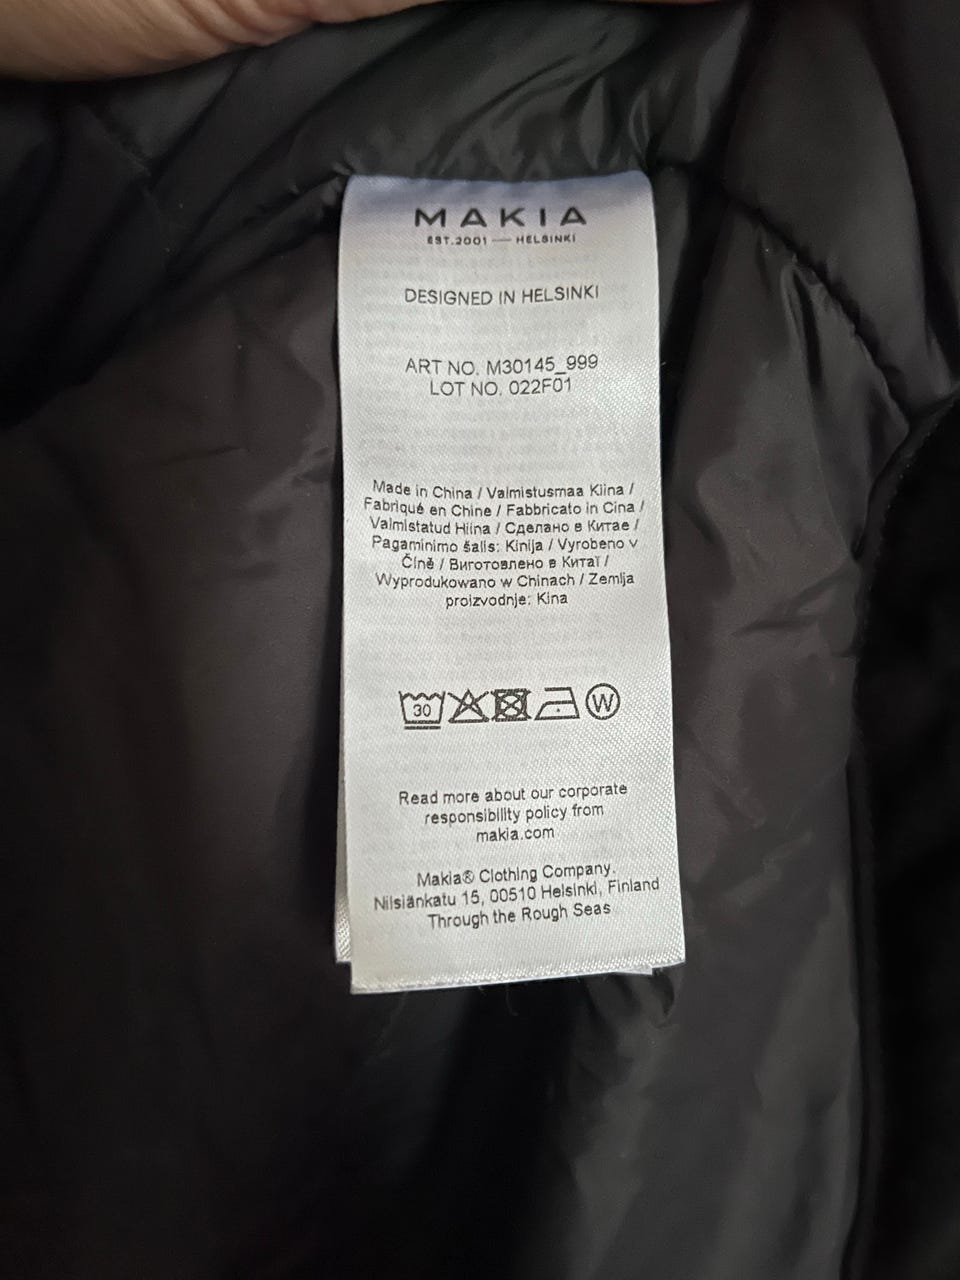 MAKIA
EST.2001 — HELSINKI
DESIGNED IN HELSINKI
ART NO. M30145_999
LOT NO. 022F01
Made in China / Valmistusmaa Kiina /
Fabriqué en Chine / Fabbricato in Cina /
Valmistatud Hiina / Сделано в Китае /
Pagaminimo šalis: Kinija / Vyrobeno v
Číně / Виготовлено в Китаї /
Wyprodukowano w Chinach / Zemlja
proizvodnje: Kina
30
W
Read more about our corporate
responsibility policy from
makia.com
Makia® Clothing Company.
Nilsiänkatu 15, 00510 Helsinki, Finland
Through the Rough Seas